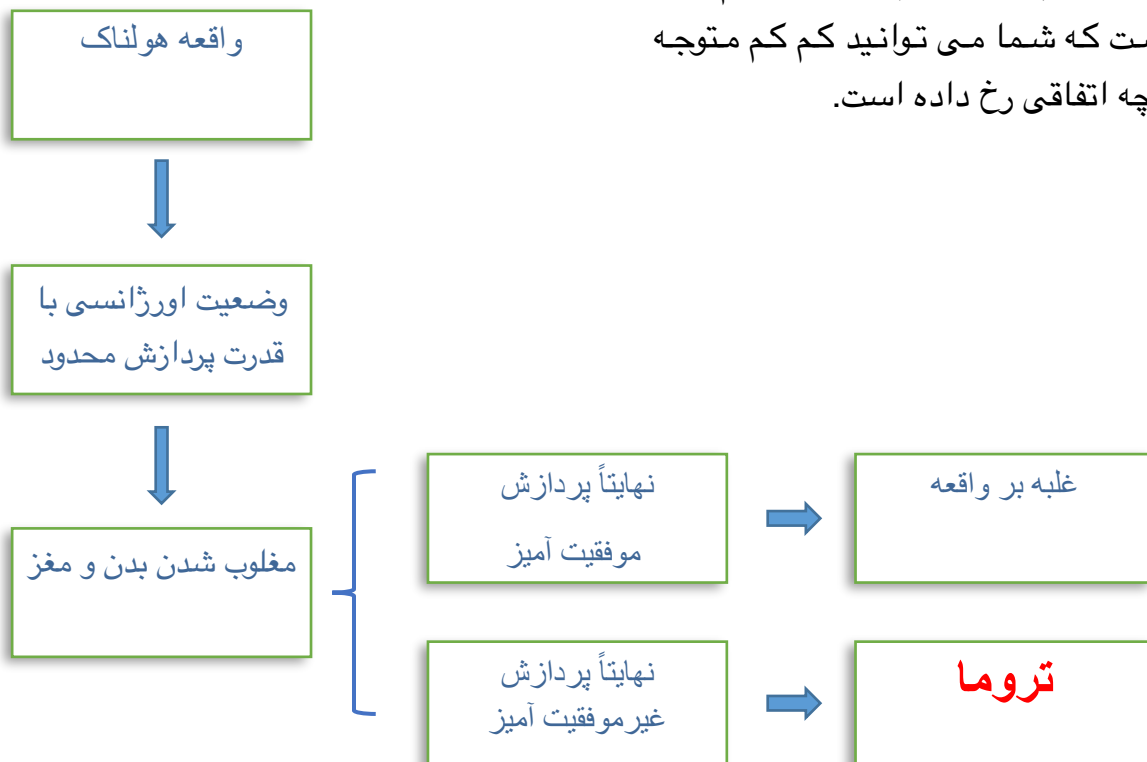 ست که شما می توانید کم کم متوجه
چه اتفاقی رخ داده است.
واقعه هولناک
وضعیت اورژانسی با
قدرت پردازش محدود
مغلوب شدن بدن و مغز
نهایتاً پردازش
موفقیت آمیز
غلبه بر واقعه
نهایتاً پردازش
غیرموفقیت آمیز
تروما